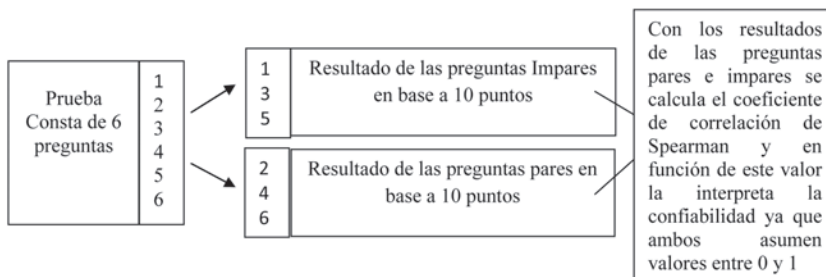 Prueba
Consta de 6
preguntas
1
2
3
4
5
6
1
3
5
Resultado de las preguntas Impares
en base a 10 puntos
2
4
6
Resultado de las preguntas pares en
base a 10 puntos
Con los resultados
de las preguntas
pares e impares se
calcula el coeficiente
de correlación de
Spearman y en
función de este valor
la interpreta la
confiabilidad ya que
ambos asumen
valores entre 0 y 1